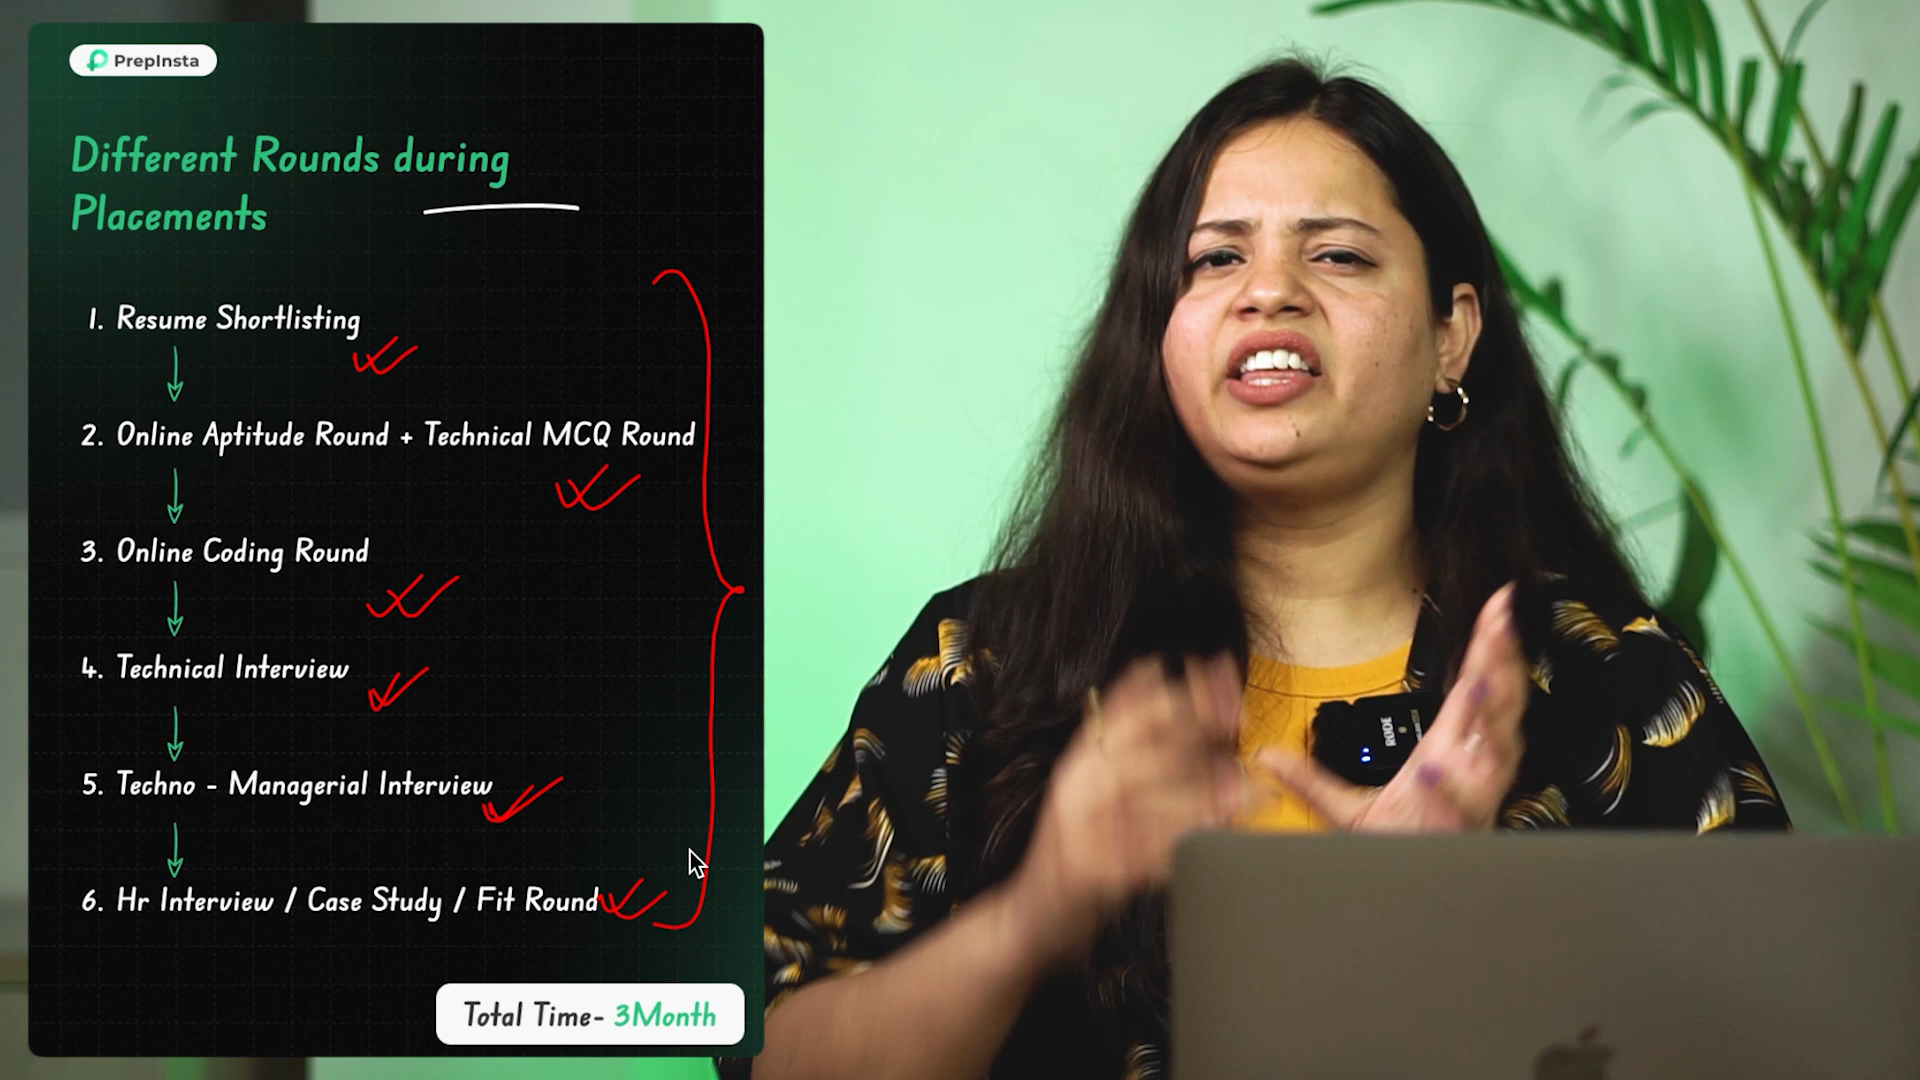 PrepInsta
Different Rounds during
Placements
1. Resume Shortlisting
2. Online Aptitude Round + Technical MCQ Round
3. Online Coding Round
4. Technical Interview
5. Techno - Managerial Interview
6. Hr Interview / Case Study / Fit Round
Total Time- 3Month
RODE